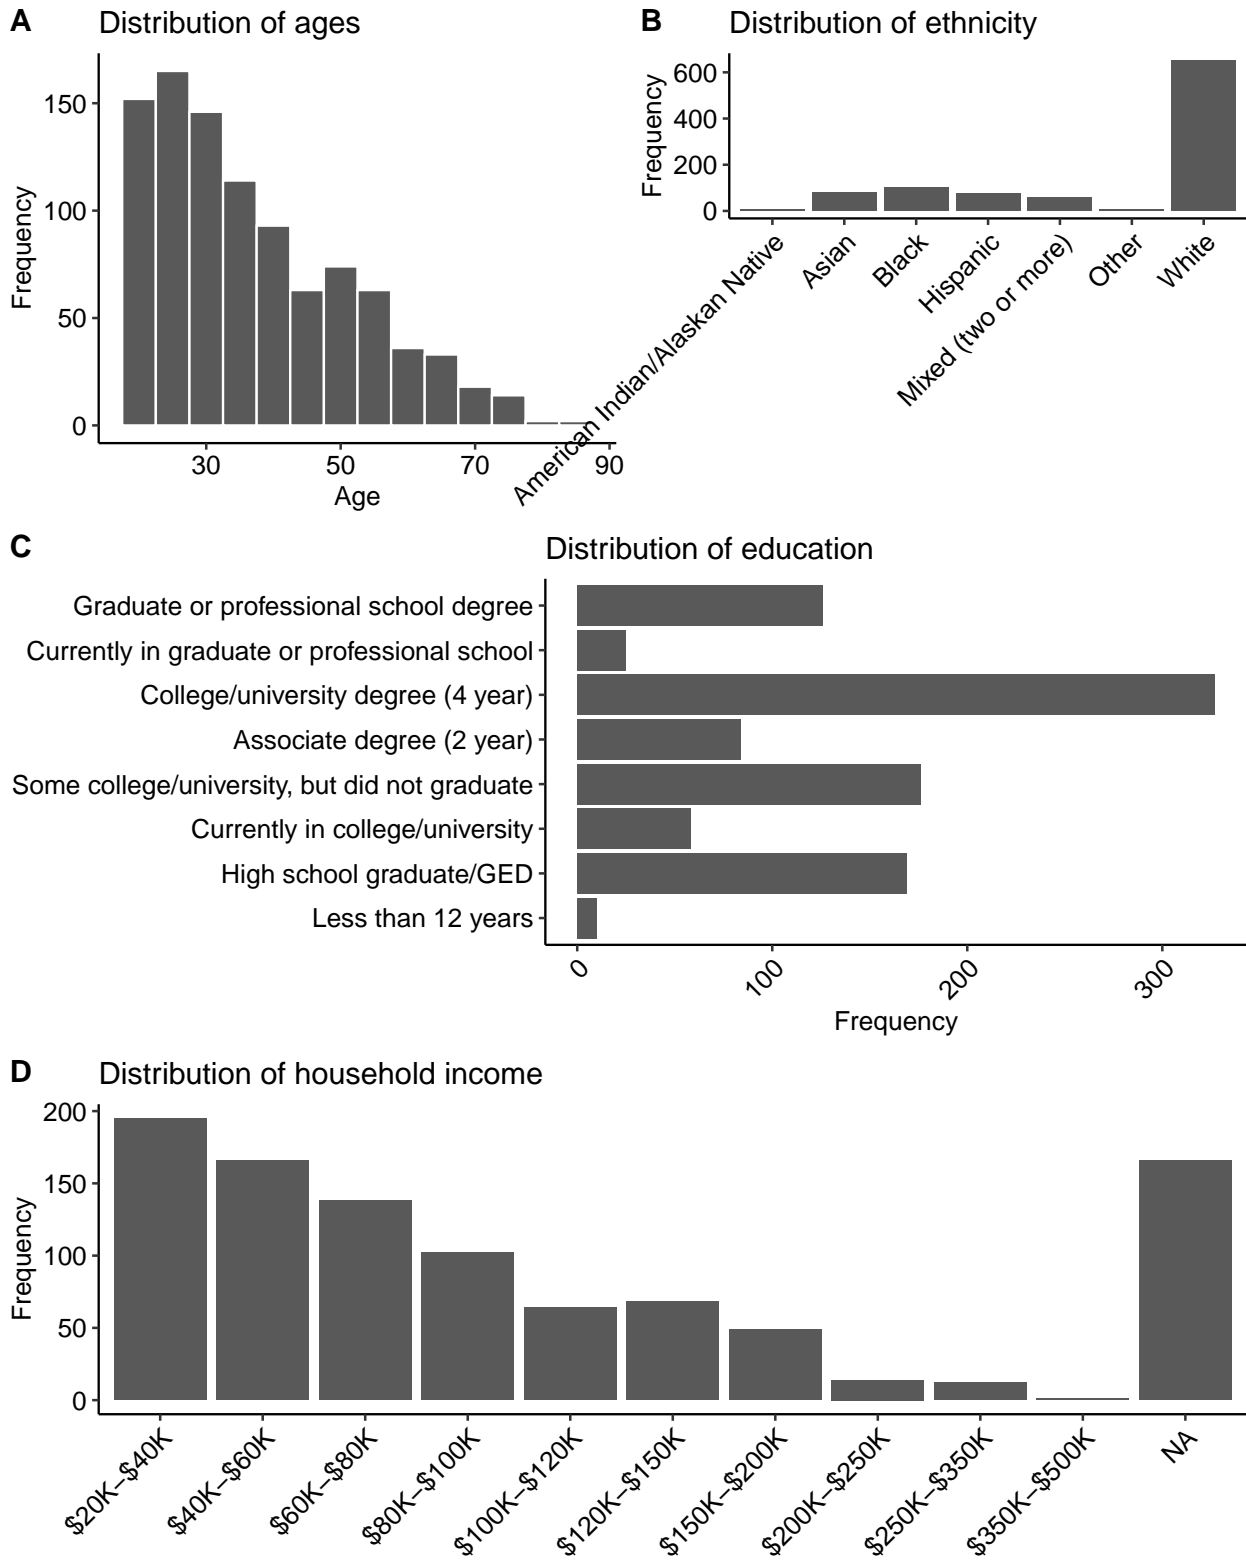 A
Distribution of ages
Frequency
150
100
50
0
30
50
70
90
Age
B
Distribution of ethnicity
Frequency
600
400
200
0
American Indian/Alaskan Native
Asian
Black
Hispanic
Mixed (two or more)
Other
White
C
Distribution of education
Graduate or professional school degree
Currently in graduate or professional school
College/university degree (4 year)
Associate degree (2 year)
Some college/university, but did not graduate
Currently in college/university
High school graduate/GED
Less than 12 years
0
100
200
300
Frequency
D
Distribution of household income
Frequency
200
150
100
50
0
$20K–$40K
$40K–$60K
$60K–$80K
$80K–$100K
$100K–$120K
$120K–$150K
$150K–$200K
$200K–$250K
$250K–$350K
$350K–$500K
NA